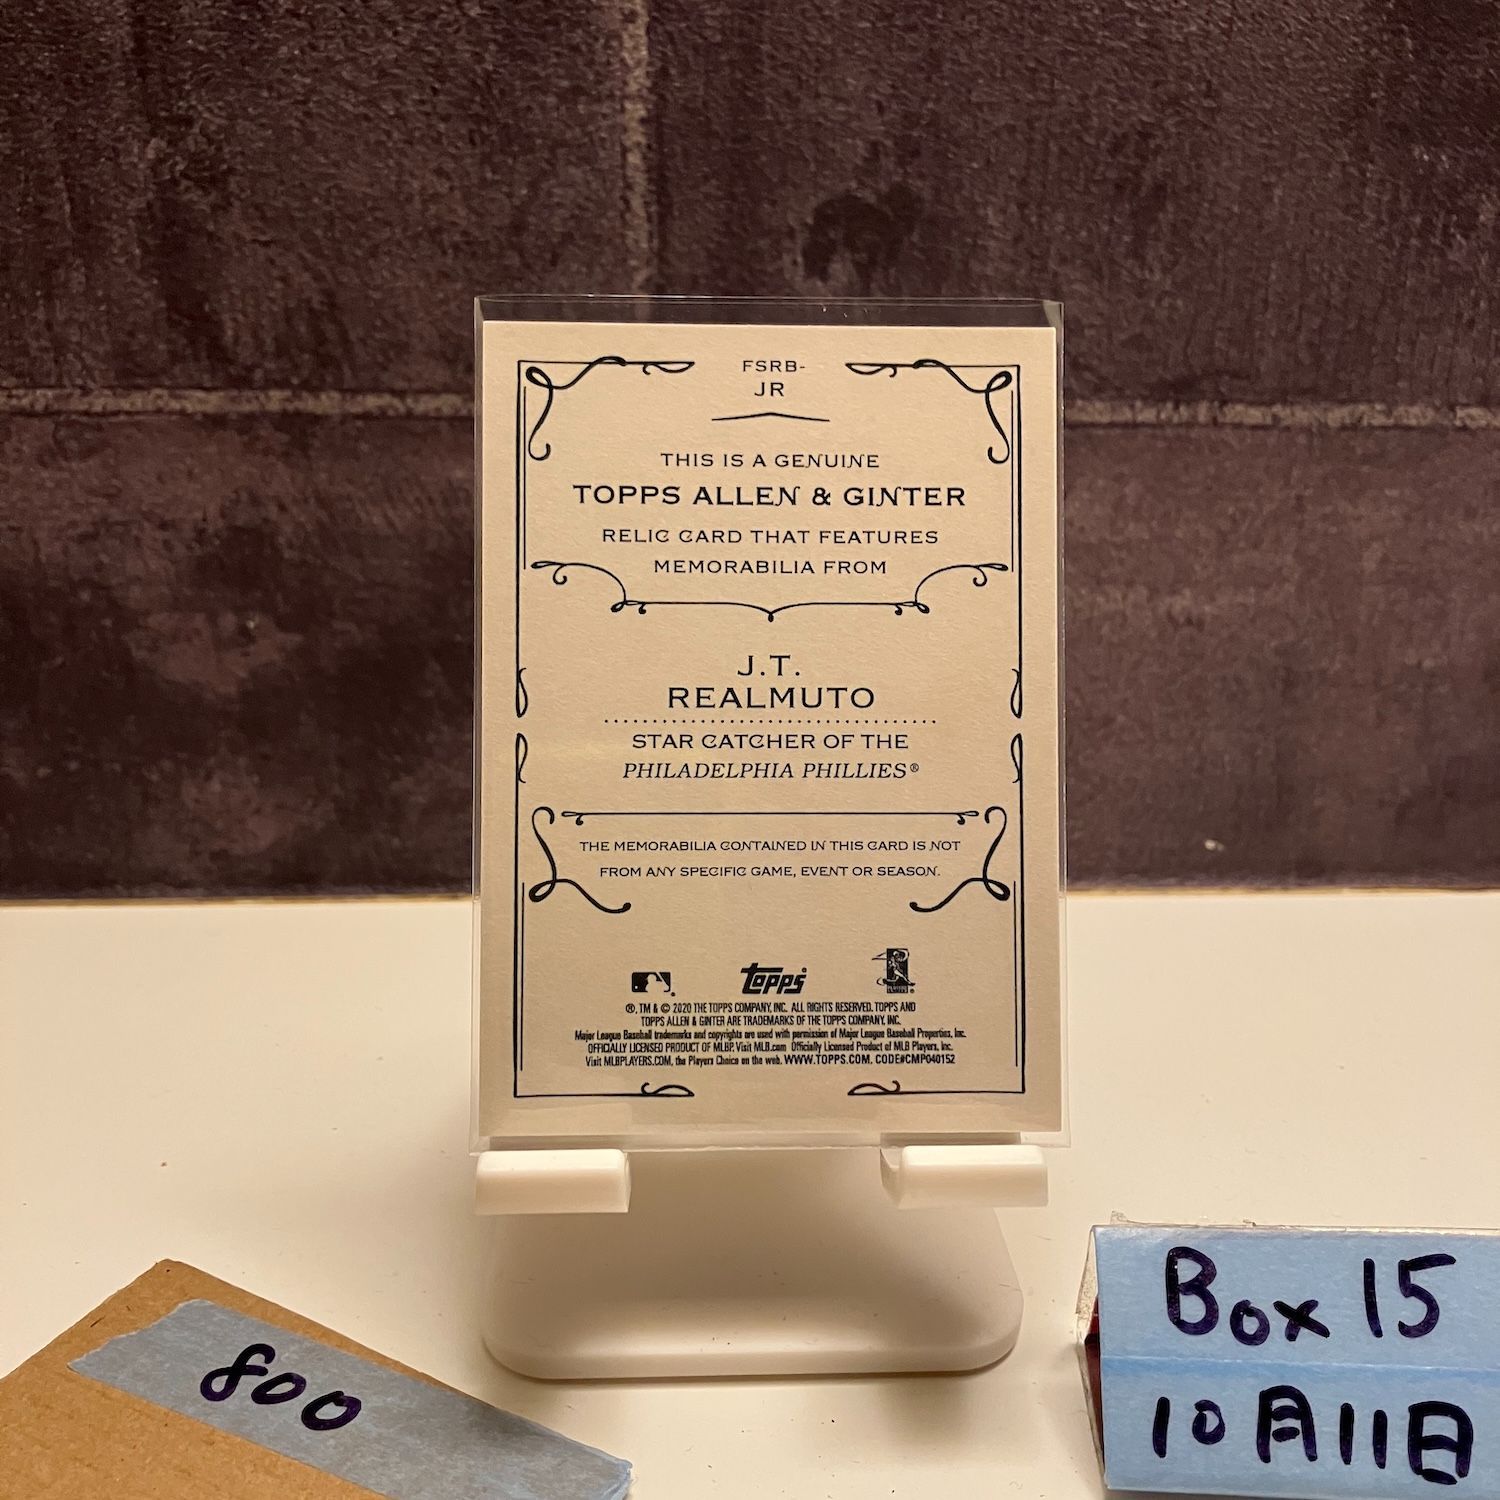 FSRB-
JR
THIS IS A GENUINE
TOPPS ALLEN & GINTER
RELIC CARD THAT FEATURES
MEMORABILIA FROM
J.T.
REALMUTO
STAR CATCHER OF THE
PHILADELPHIA PHILLIES®
THE MEMORABILIA CONTAINED IN THIS CARD IS NOT
FROM ANY SPECIFIC GAME, EVENT OR SEASON.
Topps
®, TM & © 2020 THE TOPPS COMPANY, INC. ALL RIGHTS RESERVED. TOPPS AND
TOPPS ALLEN & GINTER ARE TRADEMARKS OF THE TOPPS COMPANY, INC.
Major League Baseball trademarks and copyrights are used with permission of Major League Baseball Properties, Inc.
OFFICIALLY LICENSED PRODUCT OF MLBP. Visit MLB.com Officially Licensed Product of MLB Players, Inc.
Visit MLBPLAYERS.COM, the Players Choice on the web. WWW.TOPPS.COM. CODE#CMP040152
800
Box 15
10月11日